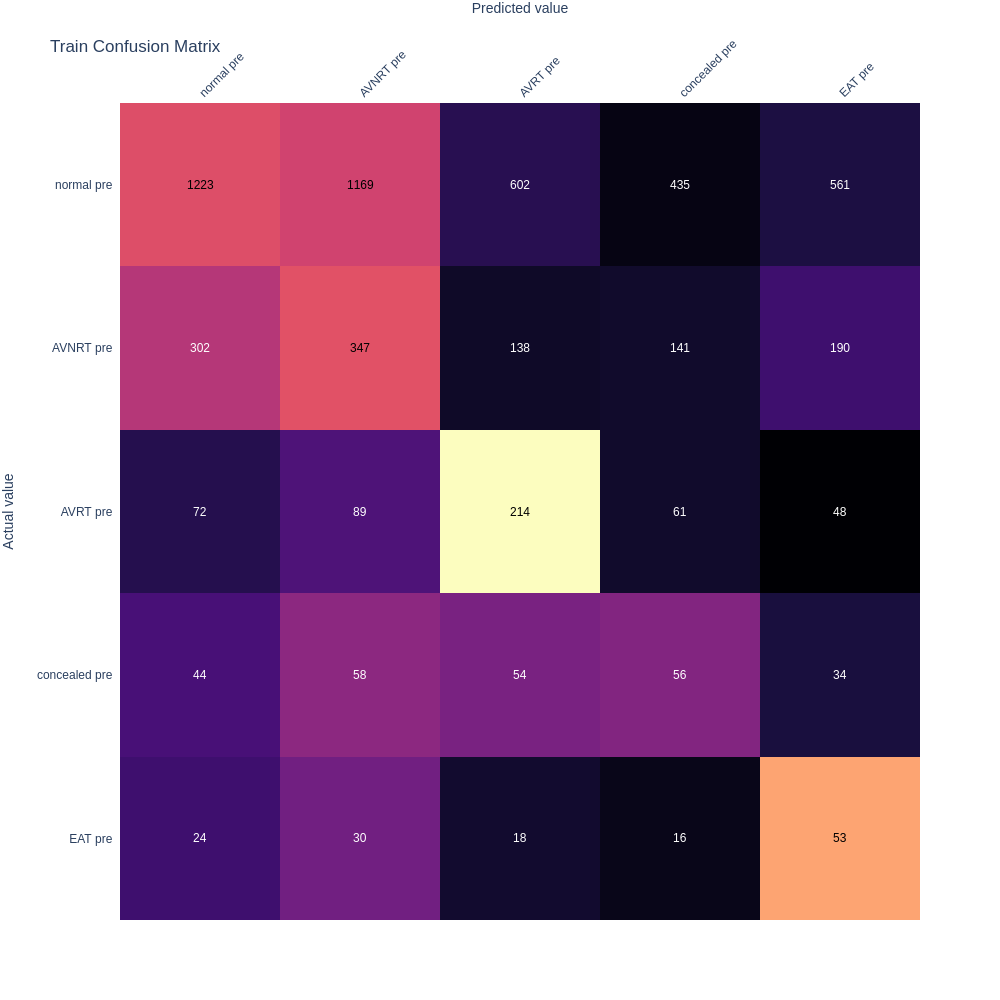 Predicted value
Train Confusion Matrix
normal pre AVNRT pre AVRT pre concealed pre EAT pre
normal pre 1223 1169 602 435 561
AVNRT pre 302 347 138 141 190
AVRT pre 72 89 214 61 48
Actual value
concealed pre 44 58 54 56 34
EAT pre 24 30 18 16 53